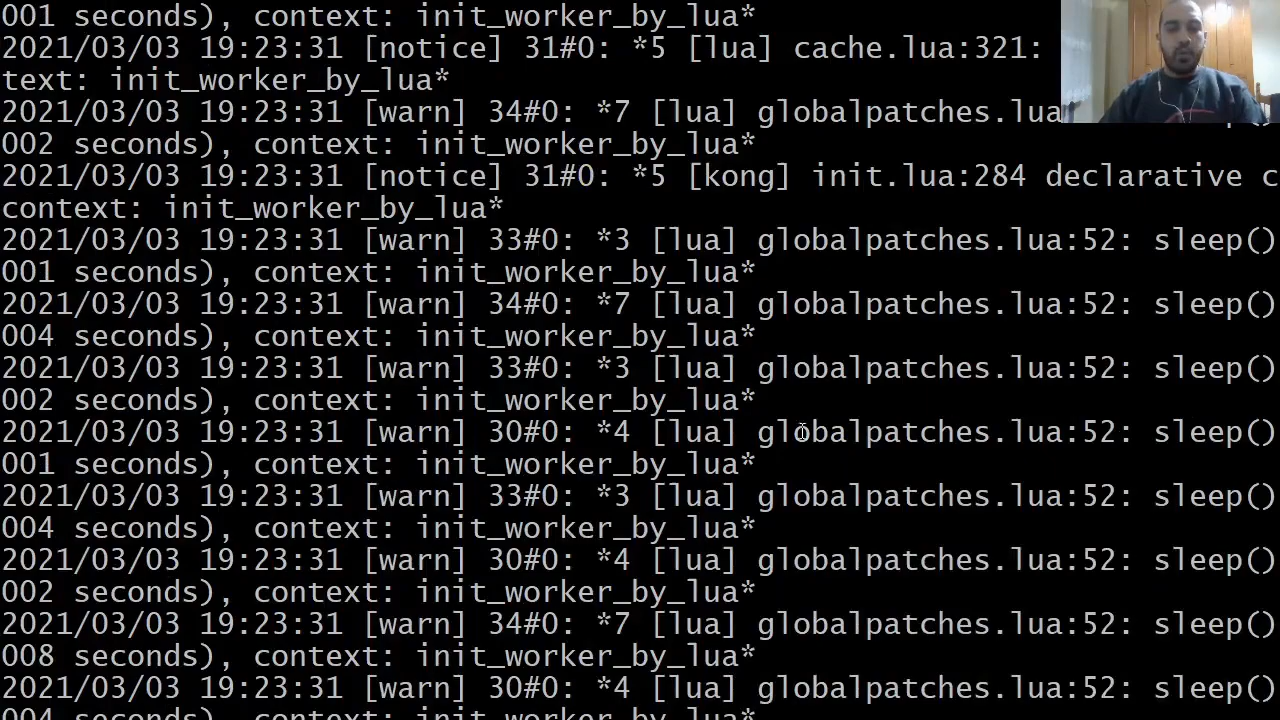 001 seconds), context: init_worker_by_lua*
2021/03/03 19:23:31 [notice] 31#0: *5 [lua] cache.lua:321:
text: init_worker_by_lua*
2021/03/03 19:23:31 [warn] 34#0: *7 [lua] globalpatches.lua
002 seconds), context: init_worker_by_lua*
2021/03/03 19:23:31 [notice] 31#0: *5 [kong] init.lua:284 declarative c
context: init_worker_by_lua*
2021/03/03 19:23:31 [warn] 33#0: *3 [lua] globalpatches.lua:52: sleep()
001 seconds), context: init_worker_by_lua*
2021/03/03 19:23:31 [warn] 34#0: *7 [lua] globalpatches.lua:52: sleep()
004 seconds), context: init_worker_by_lua*
2021/03/03 19:23:31 [warn] 33#0: *3 [lua] globalpatches.lua:52: sleep()
002 seconds), context: init_worker_by_lua*
2021/03/03 19:23:31 [warn] 30#0: *4 [lua] globalpatches.lua:52: sleep()
001 seconds), context: init_worker_by_lua*
2021/03/03 19:23:31 [warn] 33#0: *3 [lua] globalpatches.lua:52: sleep()
004 seconds), context: init_worker_by_lua*
2021/03/03 19:23:31 [warn] 30#0: *4 [lua] globalpatches.lua:52: sleep()
002 seconds), context: init_worker_by_lua*
2021/03/03 19:23:31 [warn] 34#0: *7 [lua] globalpatches.lua:52: sleep()
008 seconds), context: init_worker_by_lua*
2021/03/03 19:23:31 [warn] 30#0: *4 [lua] globalpatches.lua:52: sleep()
004 seconds), context: init_worker_by_lua*